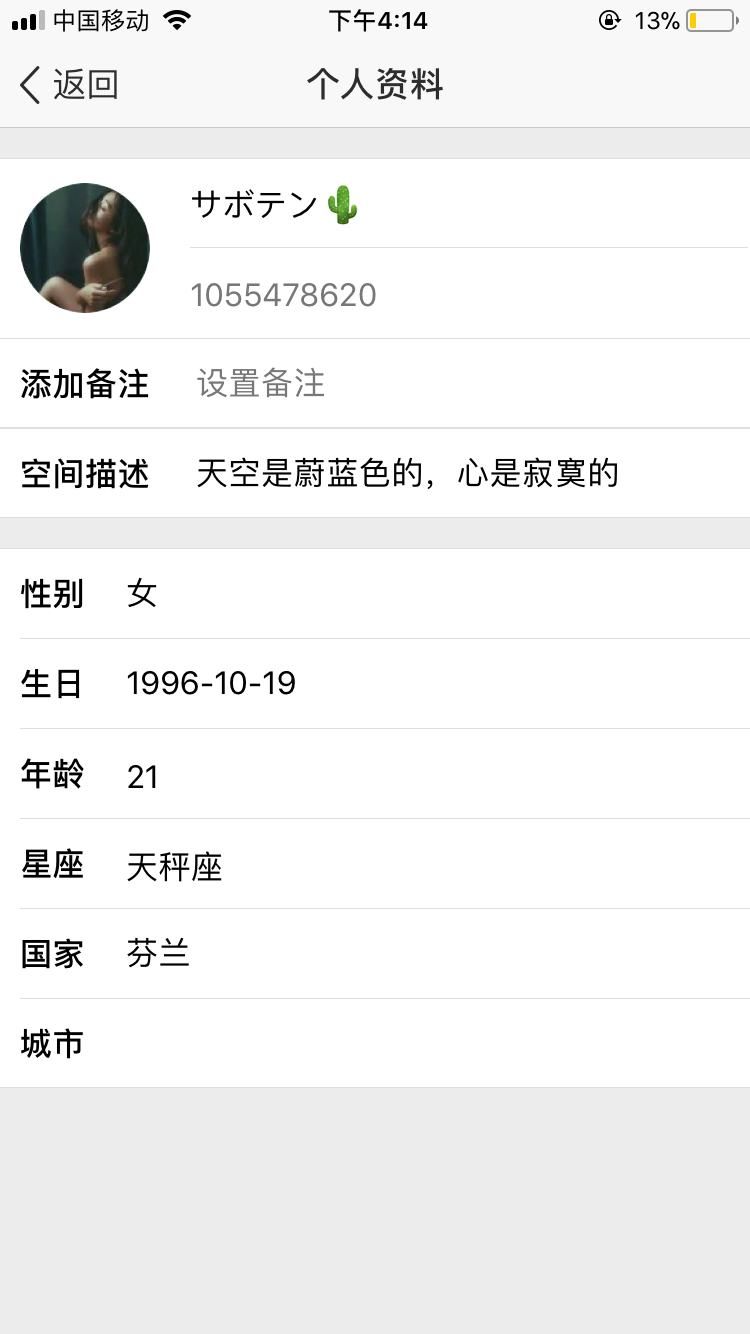 中国移动 下午4:14 13%
返回 个人资料
サボテン🌵
1055478620
添加备注 设置备注
空间描述 天空是蔚蓝色的，心是寂寞的
性别 女
生日 1996-10-19
年龄 21
星座 天秤座
国家 芬兰
城市